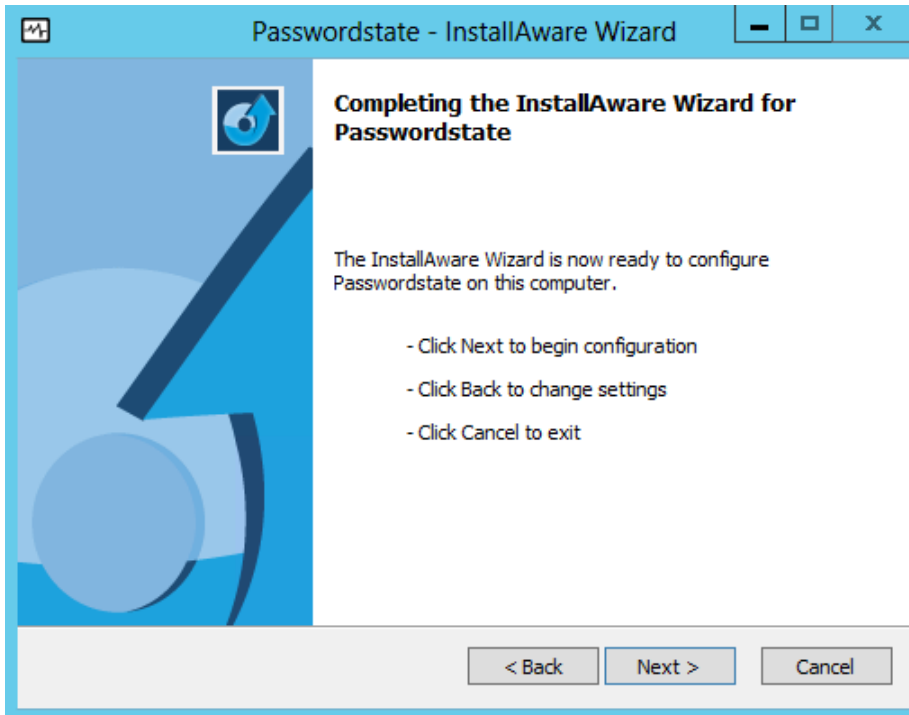 Passwordstate - InstallAware Wizard
Completing the InstallAware Wizard for
Passwordstate
The InstallAware Wizard is now ready to configure
Passwordstate on this computer.
- Click Next to begin configuration
- Click Back to change settings
- Click Cancel to exit
< Back Next > Cancel